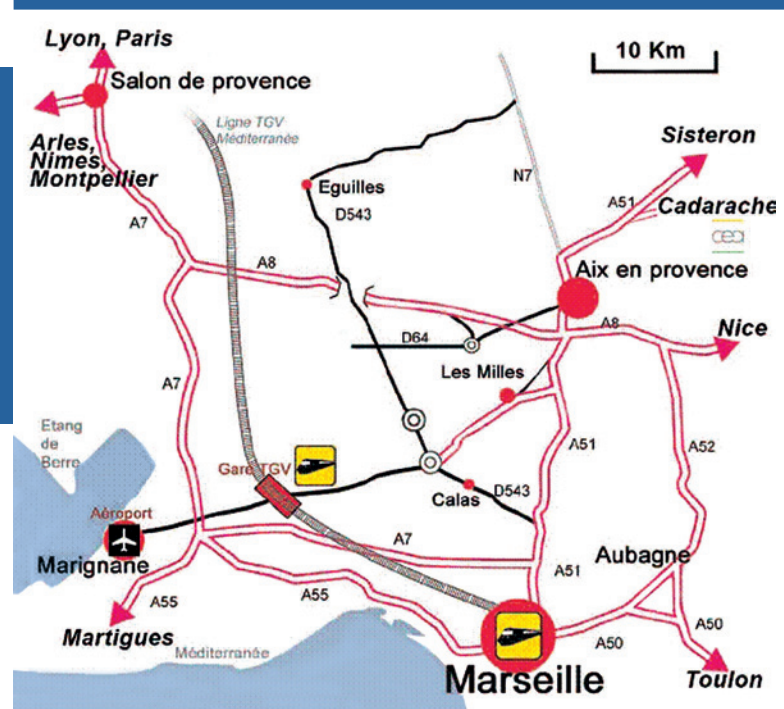 Lyon, Paris
10 Km
Salon de provence
Ligne TGV
Méditerranée
Arles,
Nimes,
Montpellier
Sisteron
N7
Eguilles
A51
Cadarache
cea
D543
A7
A8
Aix en provence
A8
Nice
D64
Les Milles
A7
A51
A52
Etang
de
Berre
Gare TGV
Calas
D543
Aéroport
A7
Marignane
A51
Aubagne
A55
A55
A50
A50
Martigues
Méditerranée
Marseille
Toulon